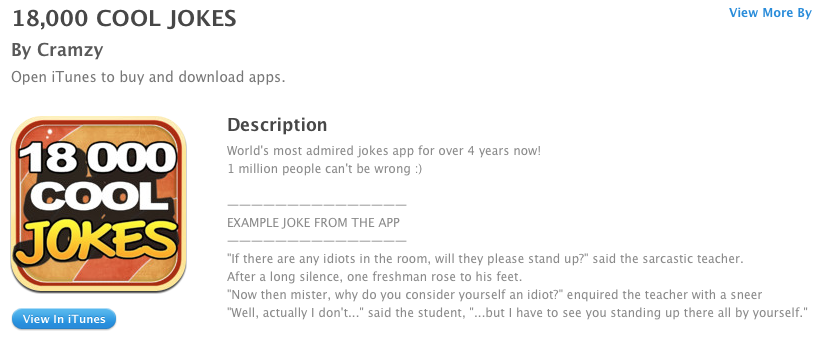 18,000 COOL JOKES
View More By
By Cramzy
Open iTunes to buy and download apps.
18 000
COOL
JOKES
View In iTunes
Description
World's most admired jokes app for over 4 years now!
1 million people can't be wrong :)
———————————————
EXAMPLE JOKE FROM THE APP
———————————————
"If there are any idiots in the room, will they please stand up?" said the sarcastic teacher.
After a long silence, one freshman rose to his feet.
"Now then mister, why do you consider yourself an idiot?" enquired the teacher with a sneer
"Well, actually I don't..." said the student, "...but I have to see you standing up there all by yourself."